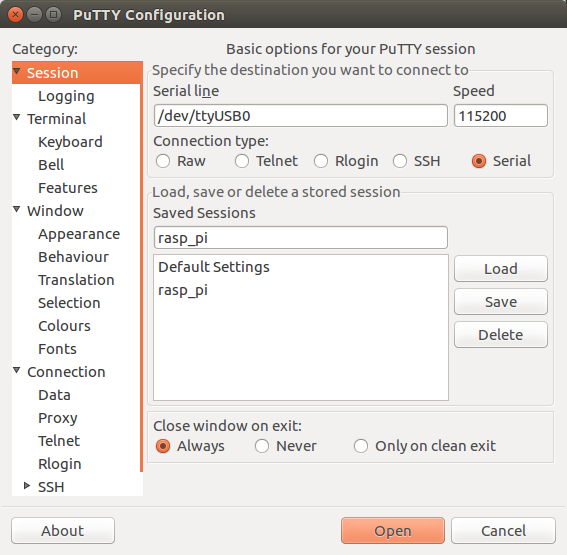 PuTTY Configuration
Category:
Session
Logging
Terminal
Keyboard
Bell
Features
Window
Appearance
Behaviour
Translation
Selection
Colours
Fonts
Connection
Data
Proxy
Telnet
Rlogin
SSH
Basic options for your PuTTY session
Specify the destination you want to connect to
Serial line Speed
/dev/ttyUSB0 115200
Connection type:
Raw Telnet Rlogin SSH Serial
Load, save or delete a stored session
Saved Sessions
rasp_pi
Default Settings
rasp_pi
Load
Save
Delete
Close window on exit:
Always Never Only on clean exit
About Open Cancel